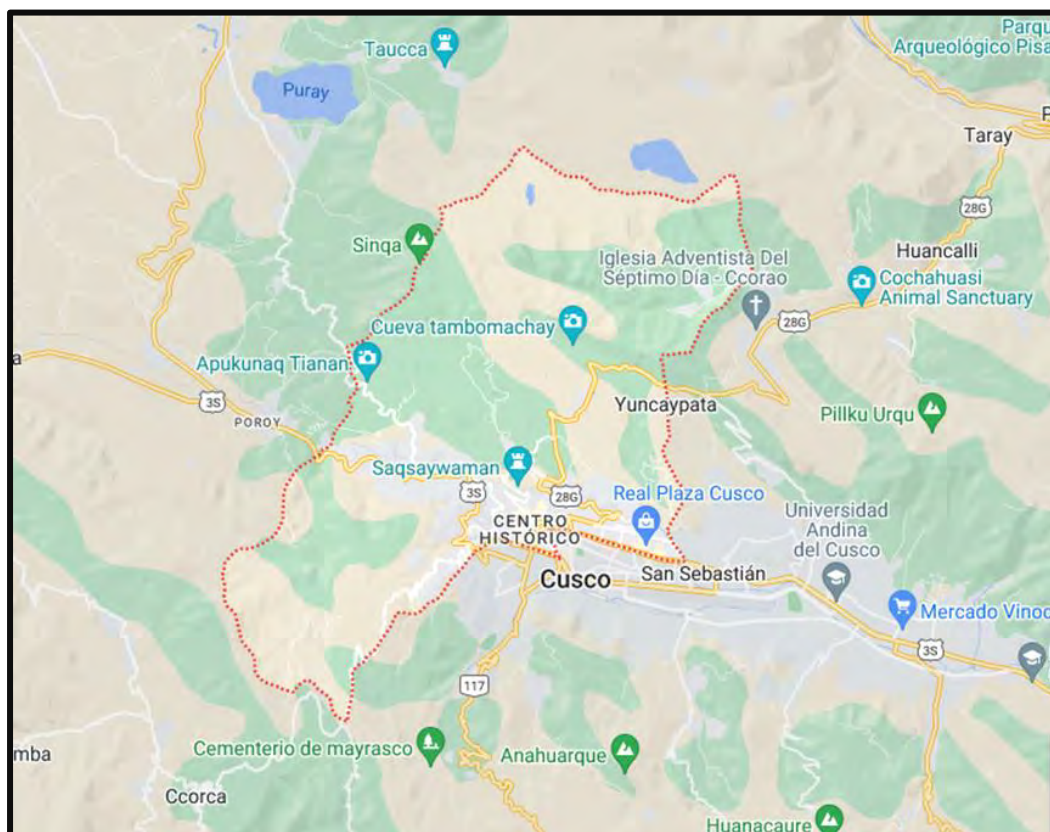 Taucca
Parqu
Arqueológico Pisa
Puray
P
Taray
28G
Huancalli
Sinqa
Iglesia Adventista Del
Séptimo Día - Ccorao
Cochahuasi
Animal Sanctuary
28G
Cueva tambomachay
a
Apukunaq Tianan
3S
POROY
Yuncaypata
Pillku Urqu
Saqsaywaman
3S
28G
Real Plaza Cusco
Universidad
Andina
del Cusco
CENTRO
HISTÓRICO
Cusco
San Sebastián
Mercado Vinoc
3S
117
Cementerio de mayrasco
Anahuarque
mba
Ccorca
Huanacaure